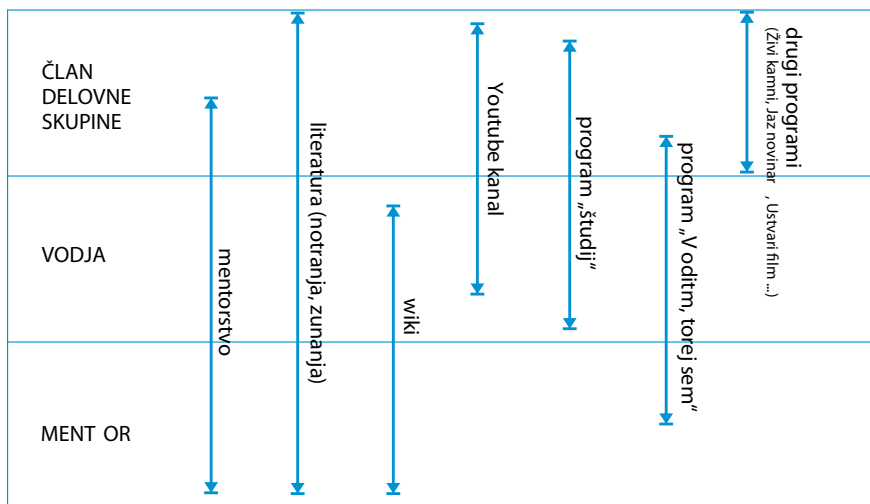 ČLAN
DELOVNE
SKUPINE
VODJA
MENT OR
mentorstvo
literatura (notranja, zunanja)
wiki
Youtube kanal
program „študij“
program „V oditm, torej sem“
drugi programi
(Živi kamni, Jaz novinar , Ustvari film ...)